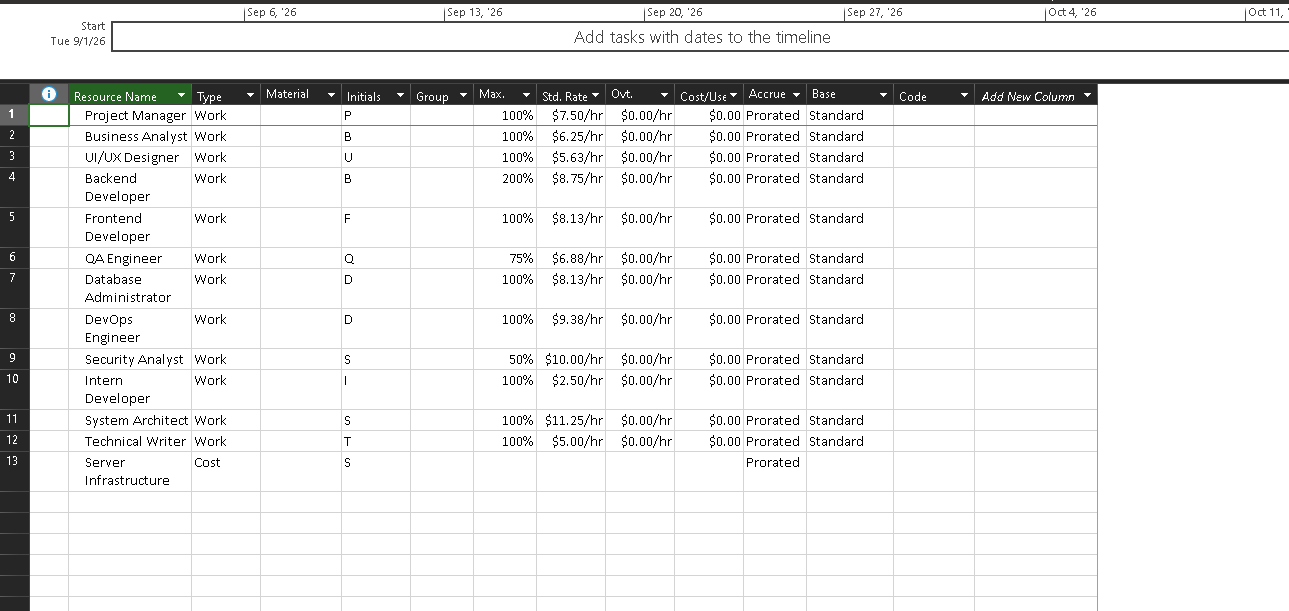 Sep 6, '26 Sep 13, '26 Sep 20, '26 Sep 27, '26 Oct 4, '26 Oct 11, '
Start
Tue 9/1/26
Add tasks with dates to the timeline
Resource Name Type Material Initials Group Max. Std. Rate Ovt. Cost/Use Accrue Base Code Add New Column
1 Project Manager Work P 100% $7.50/hr $0.00/hr $0.00 Prorated Standard
2 Business Analyst Work B 100% $6.25/hr $0.00/hr $0.00 Prorated Standard
3 UI/UX Designer Work U 100% $5.63/hr $0.00/hr $0.00 Prorated Standard
4 Backend Work B 200% $8.75/hr $0.00/hr $0.00 Prorated Standard
Developer
5 Frontend Work F 100% $8.13/hr $0.00/hr $0.00 Prorated Standard
Developer
6 QA Engineer Work Q 75% $6.88/hr $0.00/hr $0.00 Prorated Standard
7 Database Work D 100% $8.13/hr $0.00/hr $0.00 Prorated Standard
Administrator
8 DevOps Work D 100% $9.38/hr $0.00/hr $0.00 Prorated Standard
Engineer
9 Security Analyst Work S 50% $10.00/hr $0.00/hr $0.00 Prorated Standard
10 Intern Work I 100% $2.50/hr $0.00/hr $0.00 Prorated Standard
Developer
11 System Architect Work S 100% $11.25/hr $0.00/hr $0.00 Prorated Standard
12 Technical Writer Work T 100% $5.00/hr $0.00/hr $0.00 Prorated Standard
13 Server Cost S Prorated
Infrastructure